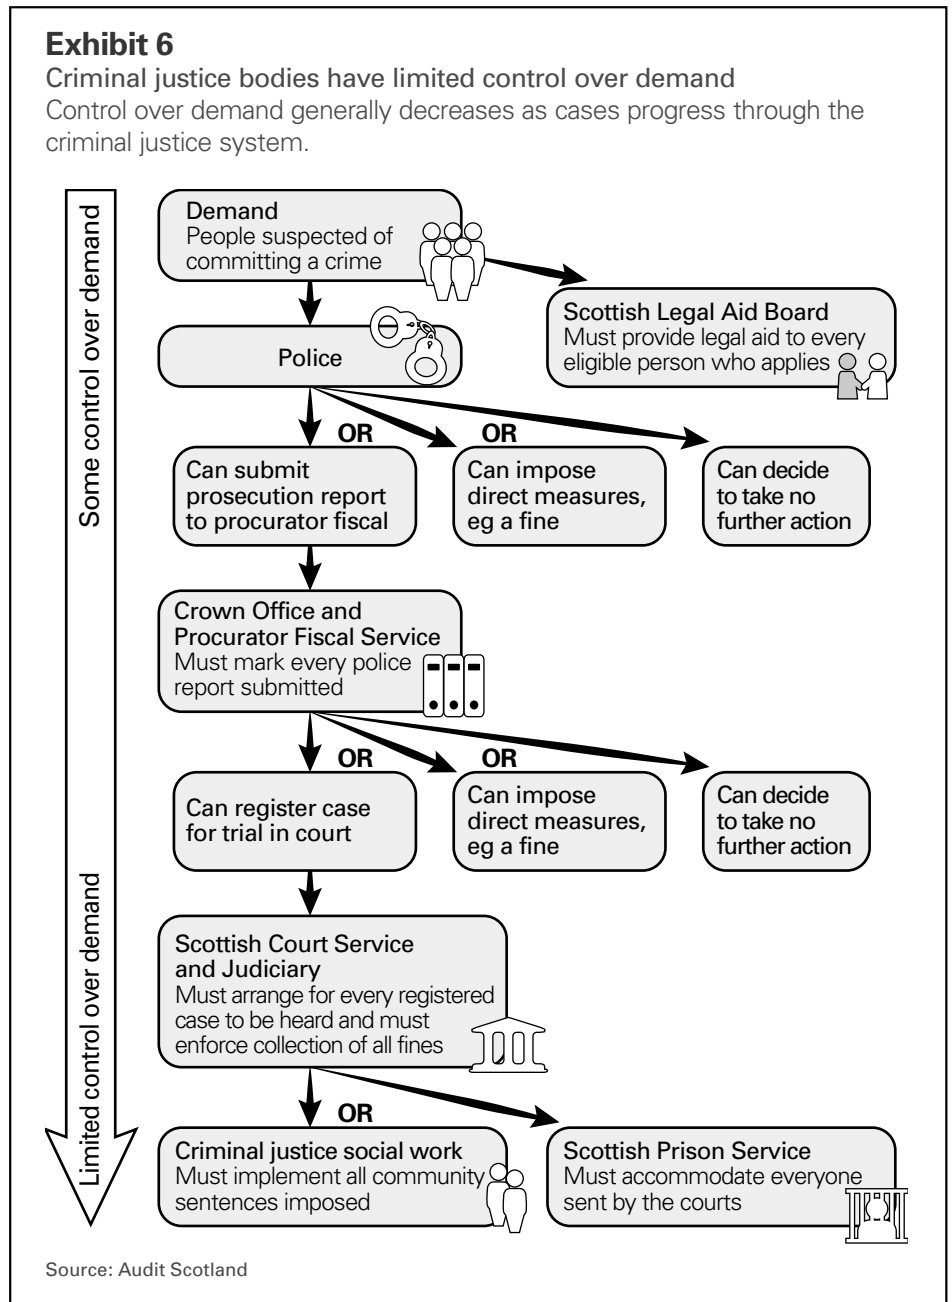 Exhibit 6
Criminal justice bodies have limited control over demand
Control over demand generally decreases as cases progress through the
criminal justice system.
Some control over demand
Limited control over demand
Demand
People suspected of
committing a crime
Scottish Legal Aid Board
Must provide legal aid to every
eligible person who applies
Police
OR
OR
Can submit
prosecution report
to procurator fiscal
Can impose
direct measures,
eg a fine
Can decide
to take no
further action
Crown Office and
Procurator Fiscal Service
Must mark every police
report submitted
OR
OR
Can register case
for trial in court
Can impose
direct measures,
eg a fine
Can decide
to take no
further action
Scottish Court Service
and Judiciary
Must arrange for every registered
case to be heard and must
enforce collection of all fines
OR
Criminal justice social work
Must implement all community
sentences imposed
Scottish Prison Service
Must accommodate everyone
sent by the courts
Source: Audit Scotland